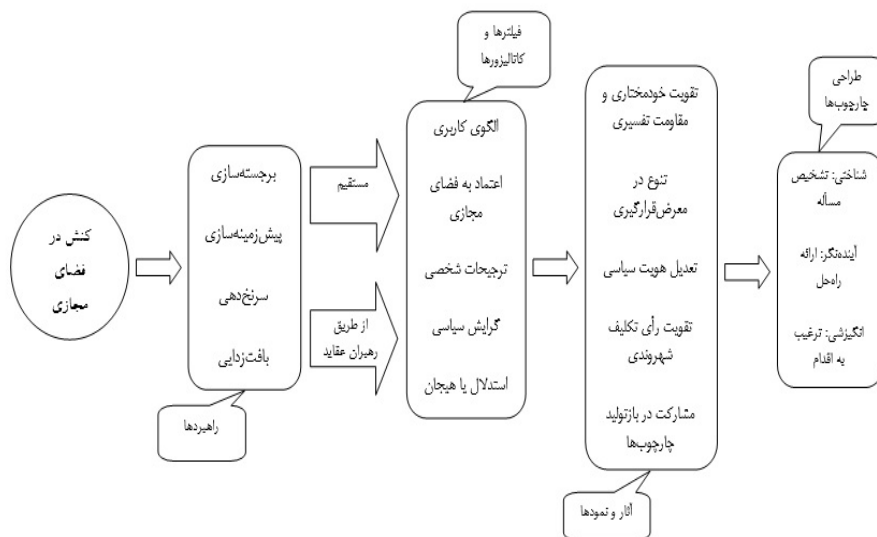 کنش در
فضای
مجازی
برجسته‌سازی
پیش‌زمینه‌سازی
سرنخ‌دهی
بافت‌زدایی
راهبردها
مستقیم
از طریق
رهبران عقاید
فیلترها و
کاتالیزورها
الگوی کاربری
اعتماد به فضای
مجازی
ترجیحات شخصی
گرایش سیاسی
استدلال یا هیجان
تقویت خودمختاری و
مقاومت تفسیری
تنوع در
معرض‌قرارگیری
تعدیل هویت سیاسی
تقویت رأی تکلیف
شهروندی
مشارکت در بازتولید
چارچوب‌ها
آثار و نمودها
طراحی
چارچوب‌ها
شناختی: تشخیص
مسأله
آینده‌نگر: ارائه
راه‌حل
انگیزشی: ترغیب
به اقدام